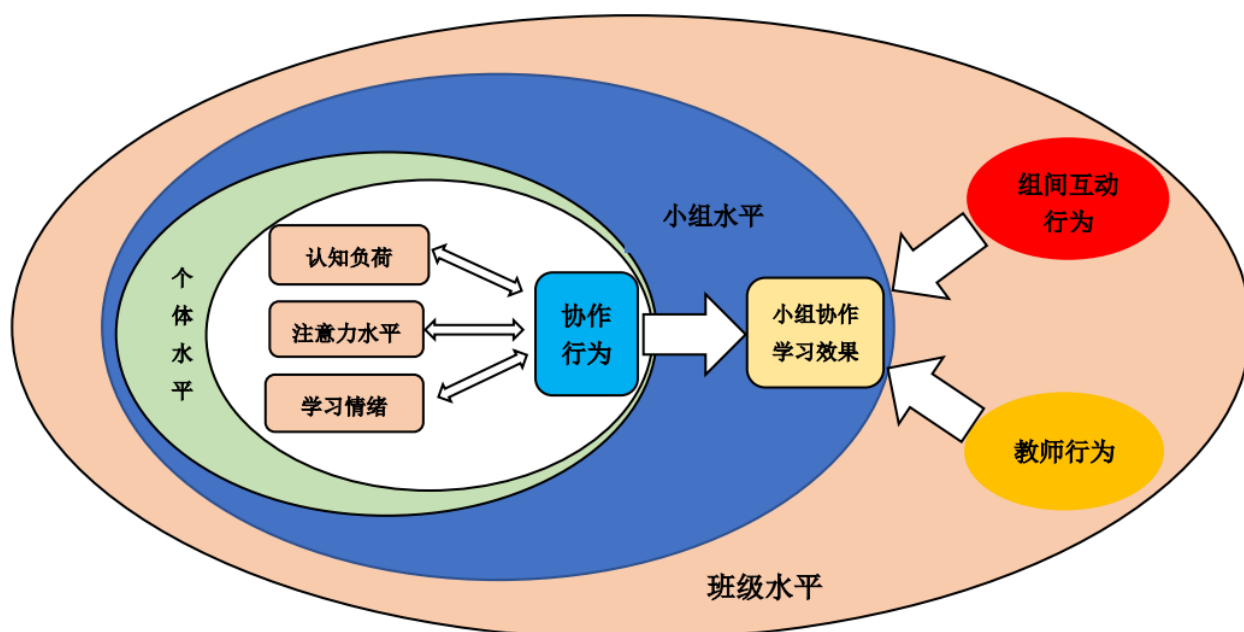 组间互动
行为
小组水平
认知负荷
个
体
水
平
注意力水平
协作
行为
小组协作
学习效果
学习情绪
教师行为
班级水平